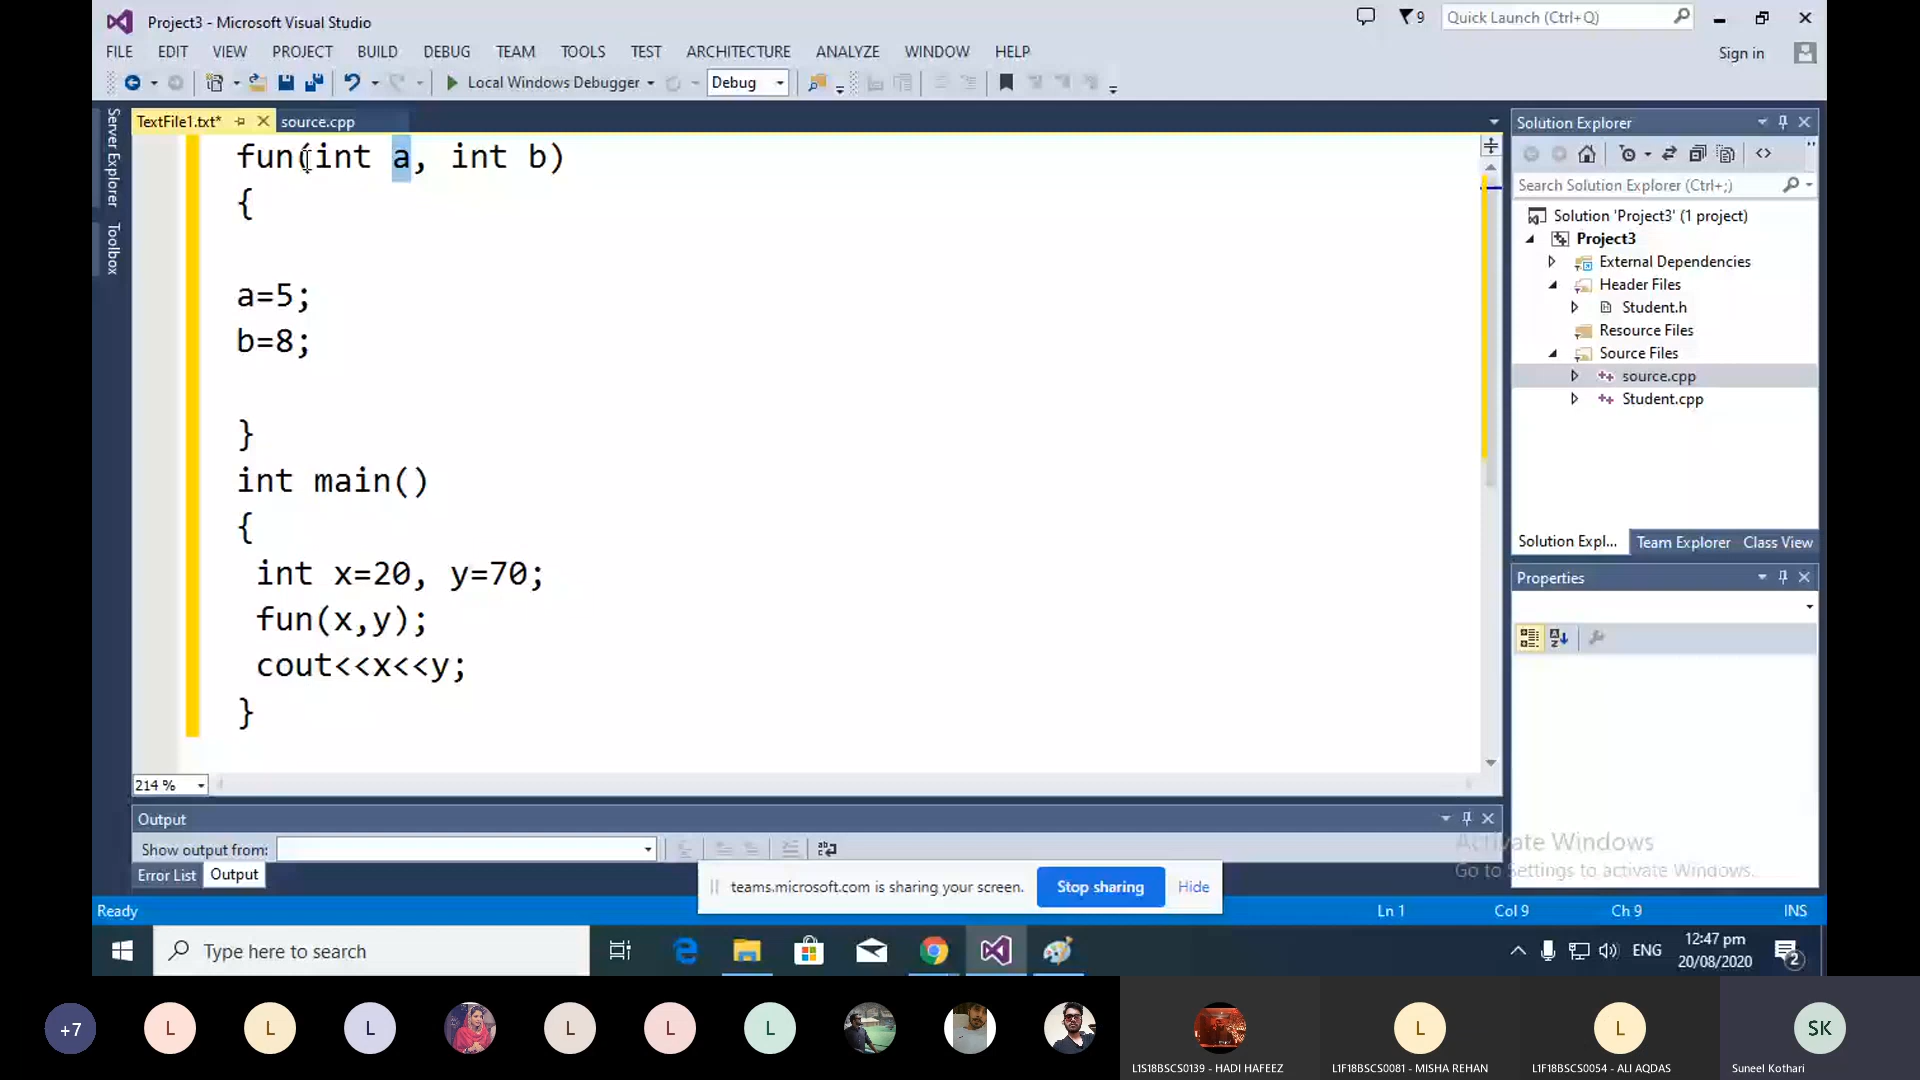 Project3 - Microsoft Visual Studio
9
Quick Launch (Ctrl+Q)
FILE EDIT VIEW PROJECT BUILD DEBUG TEAM TOOLS TEST ARCHITECTURE ANALYZE WINDOW HELP
Sign in
Local Windows Debugger
Debug
Server Explorer
Toolbox
TextFile1.txt*
source.cpp
fun(int a, int b)
{
a=5;
b=8;
}
int main()
{
int x=20, y=70;
fun(x,y);
cout<<x<<y;
}
214 %
Solution Explorer
Search Solution Explorer (Ctrl+;)
Solution 'Project3' (1 project)
Project3
External Dependencies
Header Files
Student.h
Resource Files
Source Files
source.cpp
Student.cpp
Solution Expl... Team Explorer Class View
Properties
Output
Show output from:
Error List Output
Activate Windows
Go to Settings to activate Windows.
teams.microsoft.com is sharing your screen.
Stop sharing
Hide
Ready
Ln 1
Col 9
Ch 9
INS
Type here to search
ENG
12:47 pm
20/08/2020
2
+7
L
L
L
L
L
L
L
L
SK
L1S18BSCS0139 - HADI HAFEEZ
L1F18BSCS0081 - MISHA REHAN
L1F18BSCS0054 - ALI AQDAS
Suneel Kothari